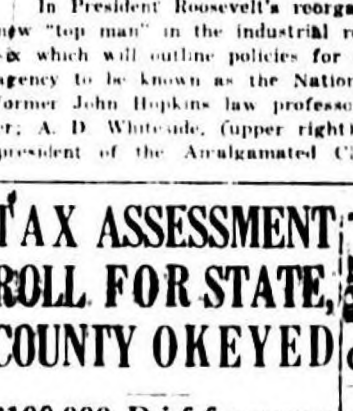 In President Roosevelt's reorga
new "top man" in the industrial r
six which will outline policies for
agency to be known as the Nation
former John Hopkins law professo
er; A. D. Whiteside, (upper right
president of the Amalgamated C
TAX ASSESSMENT
ROLL FOR STATE,
COUNTY OKEYED